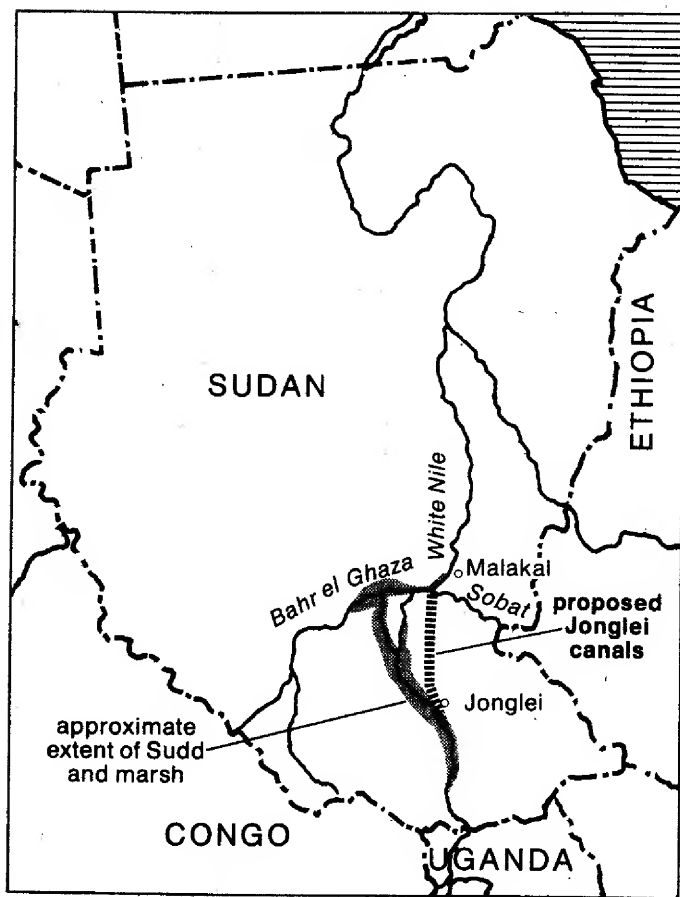 SUDAN
ETHIOPIA
White Nile
Bahr el Ghaza
Malakal
Sobat
proposed
Jonglei
canals
Jonglei
approximate
extent of Sudd
and marsh
CONGO
UGANDA